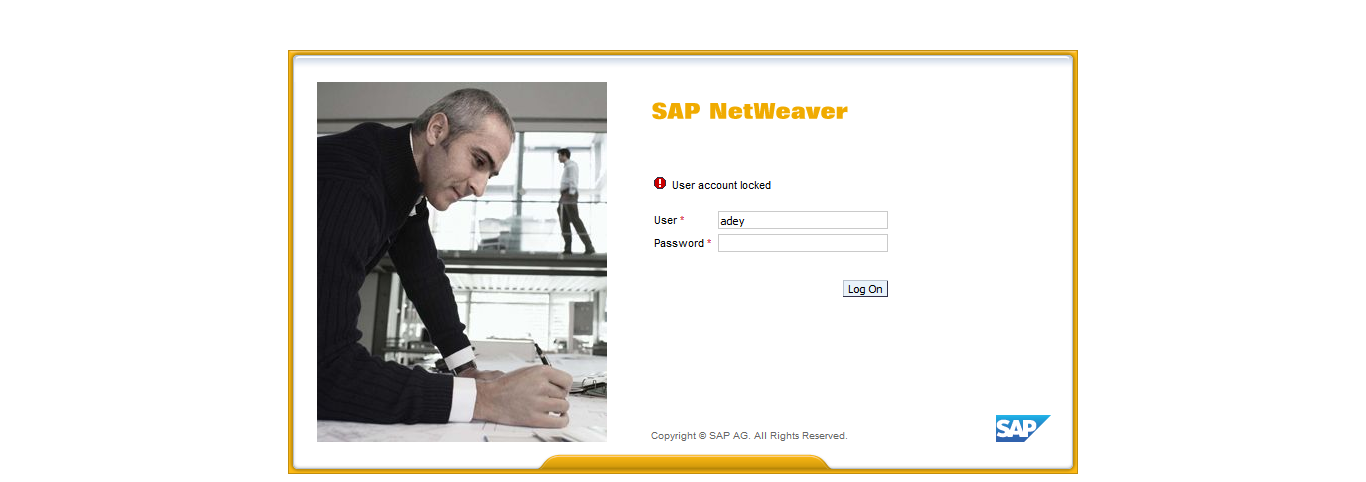 SAP NetWeaver
User account locked
User * adey
Password *
Log On
Copyright © SAP AG. All Rights Reserved.
SAP